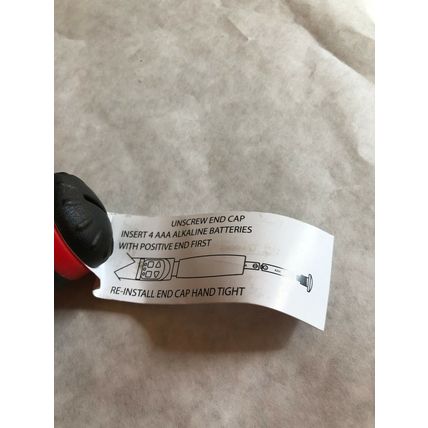 UNSCREW END CAP
INSERT 4 AAA ALKALINE BATTERIES
WITH POSITIVE END FIRST
RE-INSTALL END CAP HAND TIGHT